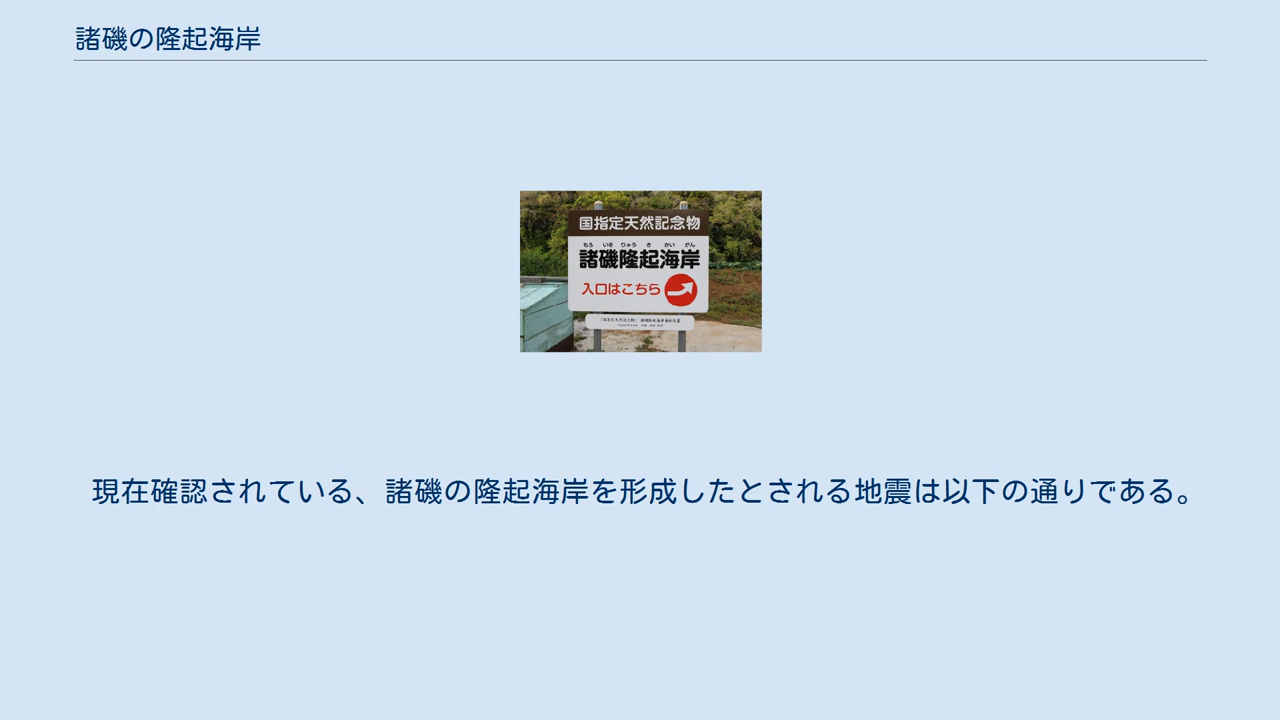 諸磯の隆起海岸
国指定天然記念物
もろ いそ りゅう き かい がん
諸磯隆起海岸
入口はこちら
現在確認されている、諸磯の隆起海岸を形成したとされる地震は以下の通りである。